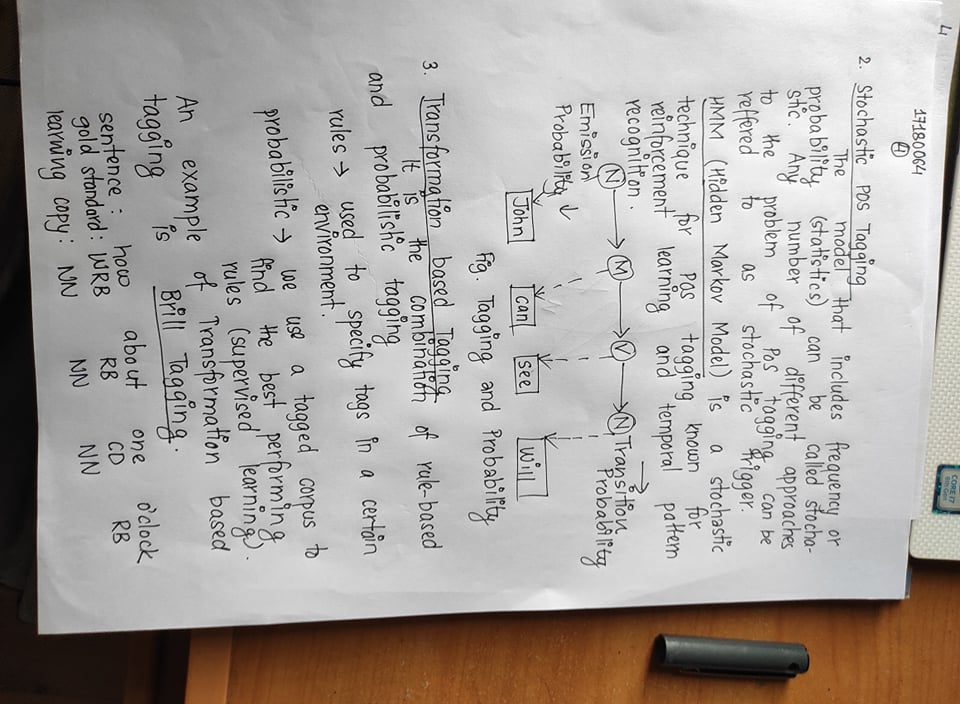 4
17180064
4
2. Stochastic POS Tagging
The model that includes frequency or
probability (statistics) can be called stocha-
stic. Any number of different approaches
to the problem of POS tagging can be
reffered to as stochastic trigger.
HMM (Hidden Markov Model) is a stochastic
technique for POS tagging known for
reinforcement learning and temporal pattern
recognition.
N M V N Transition
Probability
Emission
Probability
John can see Will
Fig. Tagging and Probability
3. Transformation based Tagging
It is the combination of rule-based
and probabilistic tagging
rules → used to specify tags in a certain
environment.
probabilistic → we use a tagged corpus to
find the best performing
rules (supervised learning).
An example of Transformation based
tagging is Brill Tagging.
sentence : how about one o'clock
gold standard : WRB RB CD RB
learning copy : NN NN NN
CORE i7